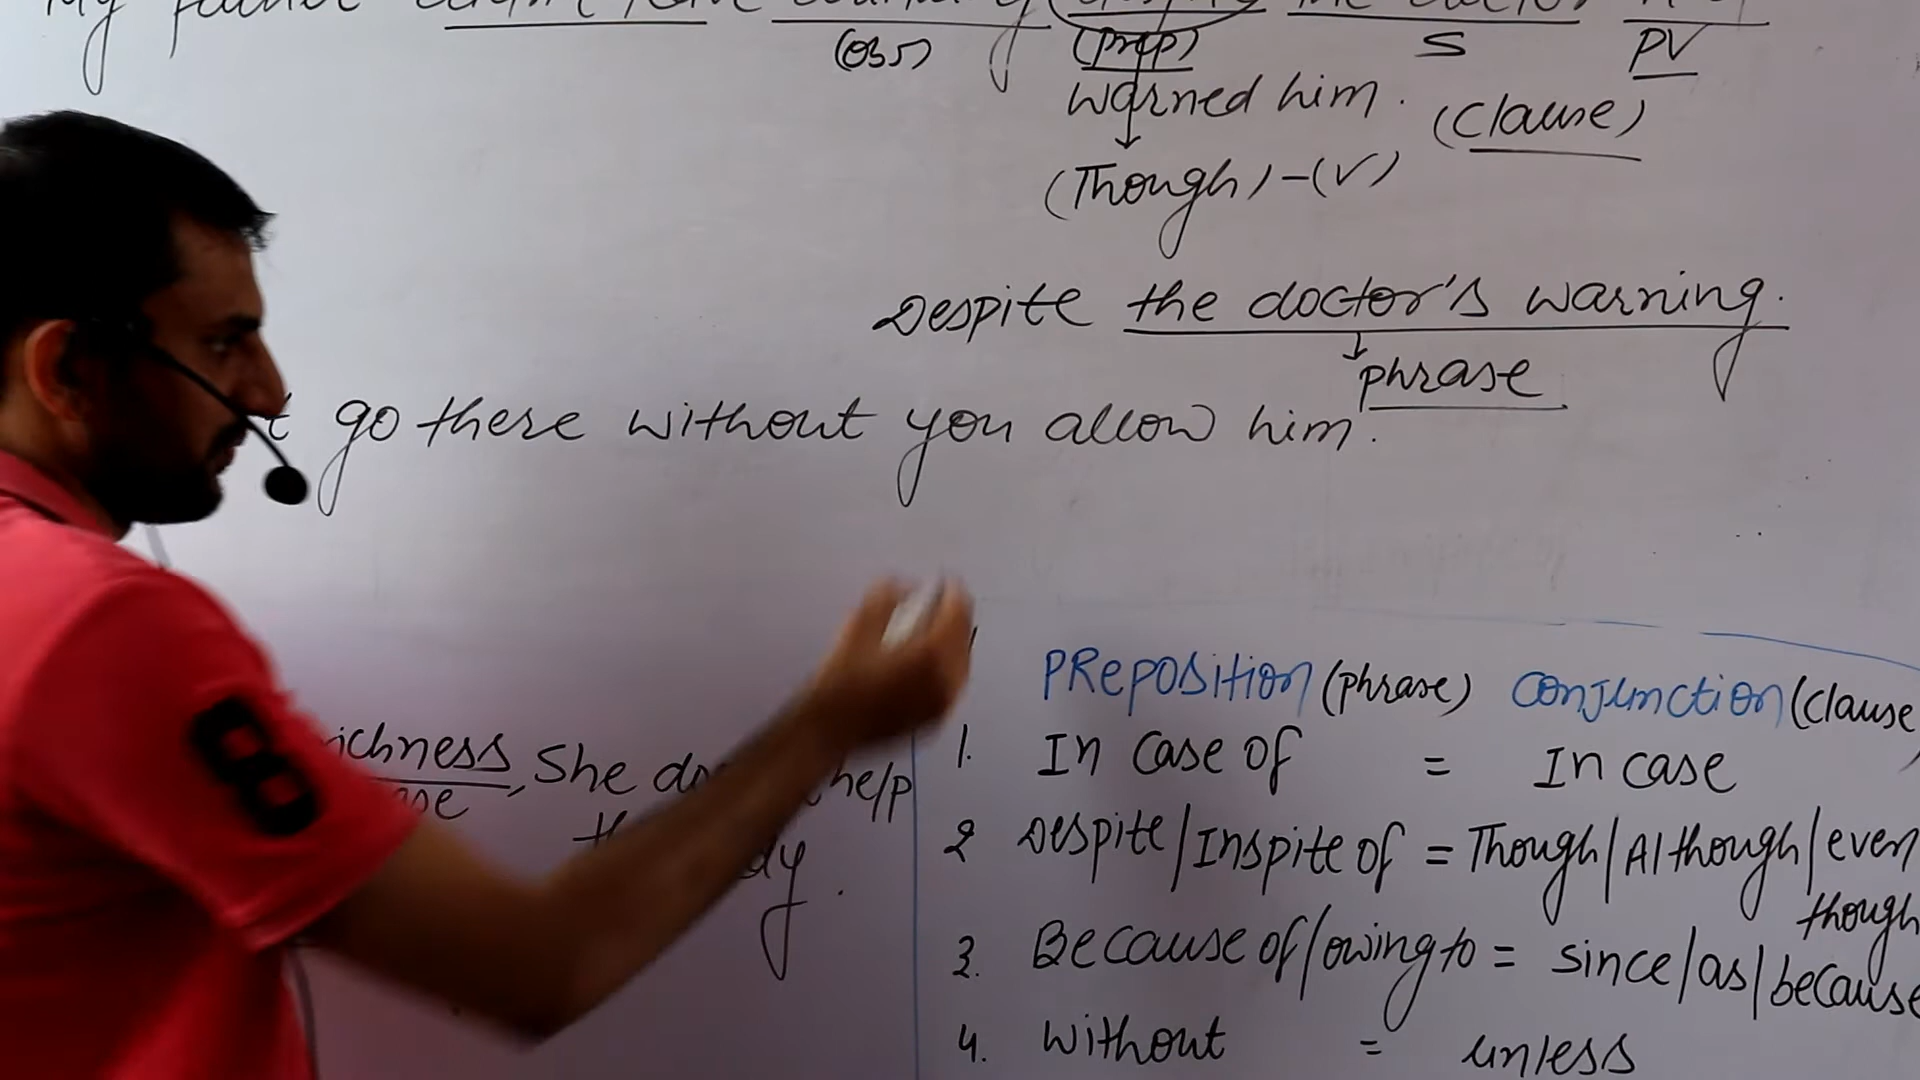 My father
(OBJ) (prep) S PV
warned him. (Clause)
(Though) - (V)
Despite the doctor's warning.
phrase
go there without you allow him.
PREPOSITION (phrase) CONJUNCTION (clause
1. In case of = In case
2 Despite/Inspite of = Though/Although/even
though
3. Because of/owing to = since/as/because
4. without = unless
ichness, She help